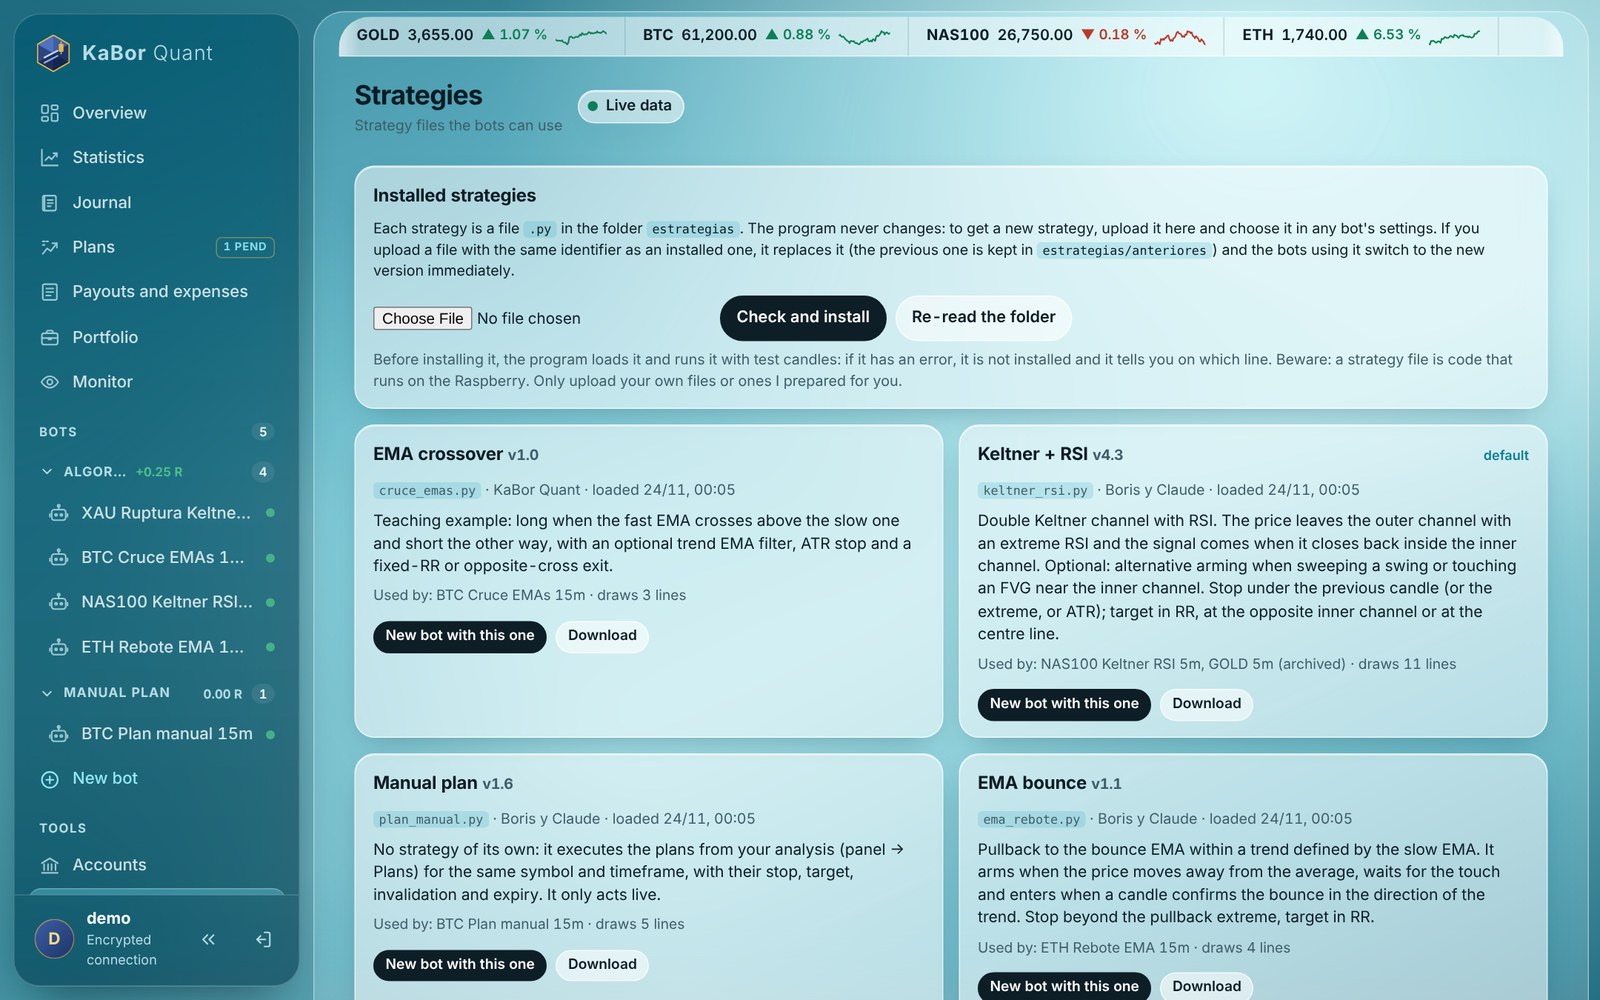 KaBor Quant
Overview
Statistics
Journal
Plans 1 PEND
Payouts and expenses
Portfolio
Monitor
BOTS 5
ALGOR... +0.25 R 4
XAU Ruptura Keltne...
BTC Cruce EMAs 1...
NAS100 Keltner RSI...
ETH Rebote EMA 1...
MANUAL PLAN 0.00 R 1
BTC Plan manual 15m
New bot
TOOLS
Accounts
D
demo
Encrypted
connection
GOLD 3,655.00 ▲ 1.07 % BTC 61,200.00 ▲ 0.88 % NAS100 26,750.00 ▼ 0.18 % ETH 1,740.00 ▲ 6.53 %
Strategies
Strategy files the bots can use
Live data
Installed strategies
Each strategy is a file .py in the folder estrategias. The program never changes: to get a new strategy, upload it here and choose it in any bot's settings. If you
upload a file with the same identifier as an installed one, it replaces it (the previous one is kept in estrategias/anteriores) and the bots using it switch to the new
version immediately.
Choose File No file chosen
Check and install
Re-read the folder
Before installing it, the program loads it and runs it with test candles: if it has an error, it is not installed and it tells you on which line. Beware: a strategy file is code that
runs on the Raspberry. Only upload your own files or ones I prepared for you.
EMA crossover v1.0
cruce_emas.py · KaBor Quant · loaded 24/11, 00:05
Teaching example: long when the fast EMA crosses above the slow one
and short the other way, with an optional trend EMA filter, ATR stop and a
fixed-RR or opposite-cross exit.
Used by: BTC Cruce EMAs 15m · draws 3 lines
New bot with this one
Download
Keltner + RSI v4.3
default
keltner_rsi.py · Boris y Claude · loaded 24/11, 00:05
Double Keltner channel with RSI. The price leaves the outer channel with
an extreme RSI and the signal comes when it closes back inside the inner
channel. Optional: alternative arming when sweeping a swing or touching
an FVG near the inner channel. Stop under the previous candle (or the
extreme, or ATR); target in RR, at the opposite inner channel or at the
centre line.
Used by: NAS100 Keltner RSI 5m, GOLD 5m (archived) · draws 11 lines
New bot with this one
Download
Manual plan v1.6
plan_manual.py · Boris y Claude · loaded 24/11, 00:05
No strategy of its own: it executes the plans from your analysis (panel →
Plans) for the same symbol and timeframe, with their stop, target,
invalidation and expiry. It only acts live.
Used by: BTC Plan manual 15m · draws 5 lines
New bot with this one
Download
EMA bounce v1.1
ema_rebote.py · Boris y Claude · loaded 24/11, 00:05
Pullback to the bounce EMA within a trend defined by the slow EMA. It
arms when the price moves away from the average, waits for the touch
and enters when a candle confirms the bounce in the direction of the
trend. Stop beyond the pullback extreme, target in RR.
Used by: ETH Rebote EMA 15m · draws 4 lines
New bot with this one
Download